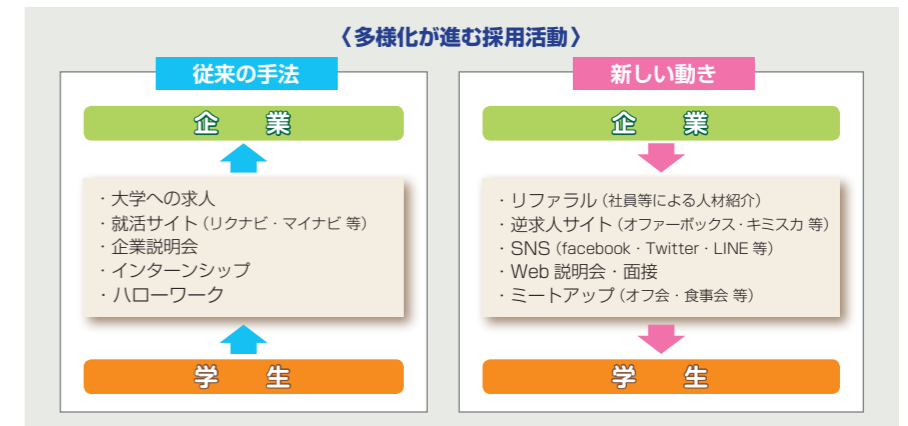 〈多様化が進む採用活動〉
従来の手法
企　業
・大学への求人
・就活サイト（リクナビ・マイナビ 等）
・企業説明会
・インターンシップ
・ハローワーク
学　生
新しい動き
企　業
・リファラル（社員等による人材紹介）
・逆求人サイト（オファーボックス・キミスカ 等）
・SNS（facebook・Twitter・LINE 等）
・Web 説明会・面接
・ミートアップ（オフ会・食事会 等）
学　生